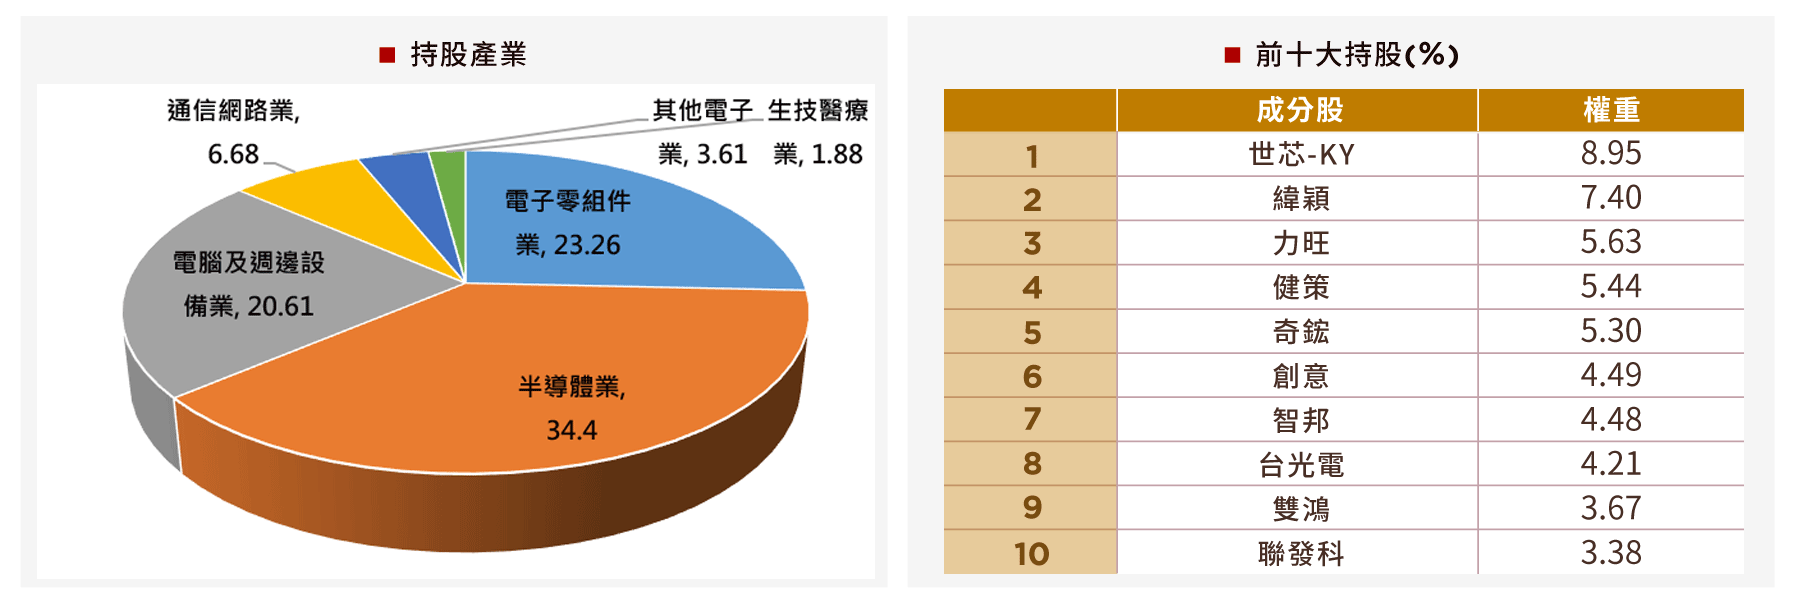 持股產業
通信網路業,
6.68
其他電子
業, 3.61
生技醫療
業, 1.88
電子零組件
業, 23.26
電腦及週邊設
備業, 20.61
半導體業,
34.4
前十大持股(%)
成分股 權重
1 世芯-KY 8.95
2 緯穎 7.40
3 力旺 5.63
4 健策 5.44
5 奇鋐 5.30
6 創意 4.49
7 智邦 4.48
8 台光電 4.21
9 雙鴻 3.67
10 聯發科 3.38